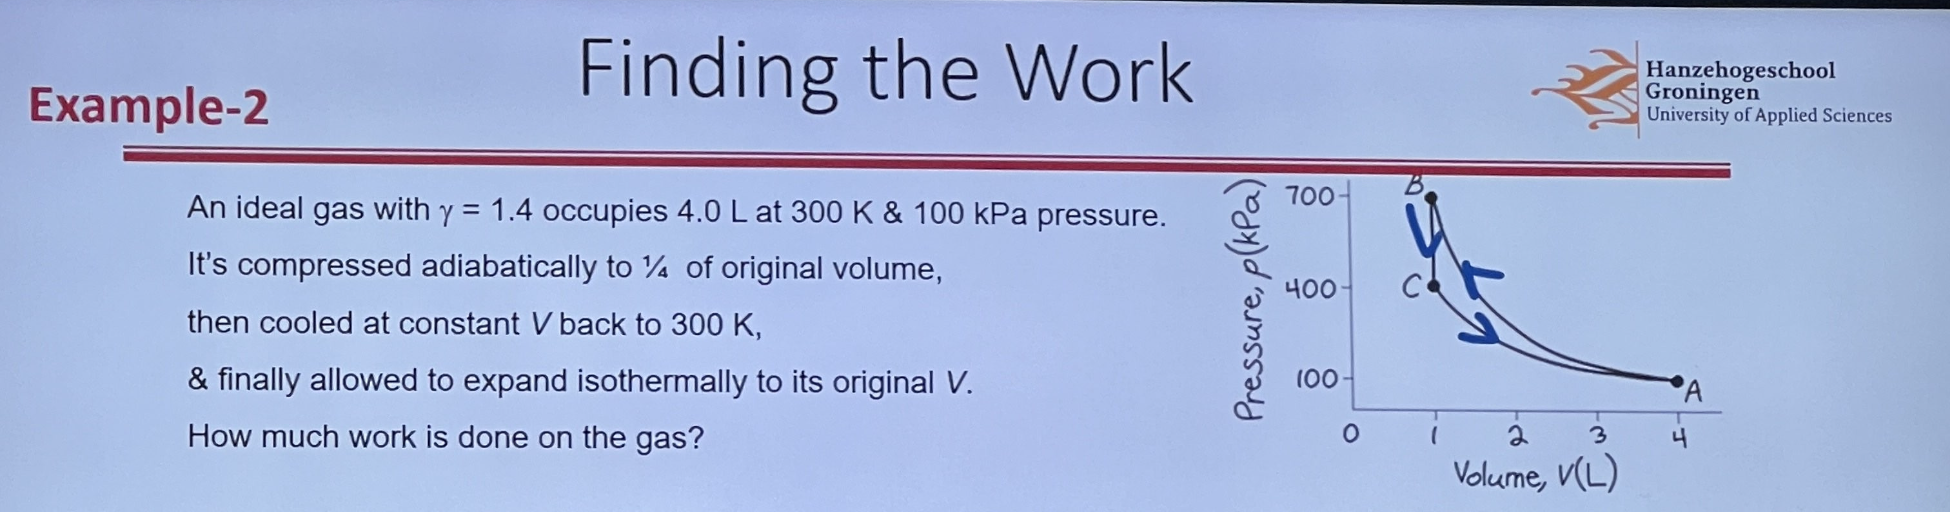 Finding the Work
Example-2
Hanzehogeschool
Groningen
University of Applied Sciences
An ideal gas with γ = 1.4 occupies 4.0 L at 300 K & 100 kPa pressure.
It's compressed adiabatically to ¼ of original volume,
then cooled at constant V back to 300 K,
& finally allowed to expand isothermally to its original V.
How much work is done on the gas?
Pressure, p(kPa)
700
400
100
B
C
A
0 1 2 3 4
Volume, V(L)